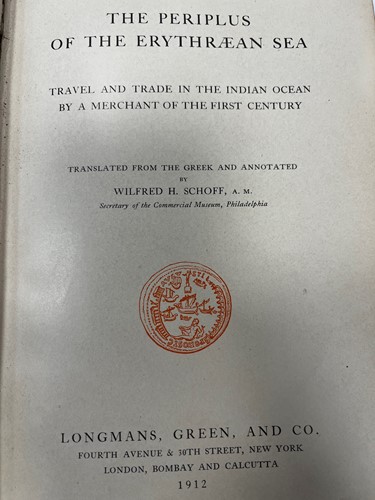 THE PERIPLUS
OF THE ERYTHRÆAN SEA
TRAVEL AND TRADE IN THE INDIAN OCEAN
BY A MERCHANT OF THE FIRST CENTURY
TRANSLATED FROM THE GREEK AND ANNOTATED
BY
WILFRED H. SCHOFF, A. M.
Secretary of the Commercial Museum, Philadelphia
LONGMANS, GREEN, AND CO.
FOURTH AVENUE & 30TH STREET, NEW YORK
LONDON, BOMBAY AND CALCUTTA
1912